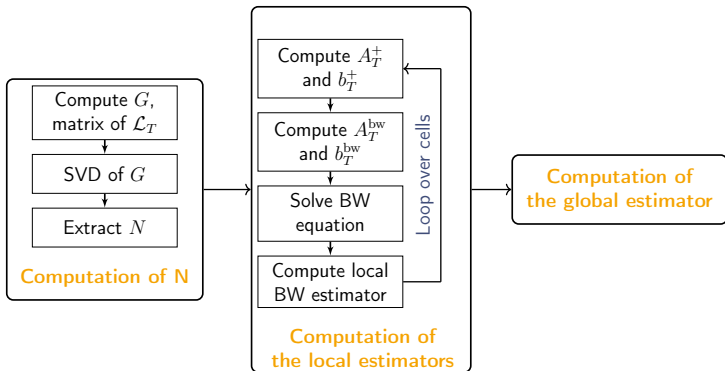 Compute G,
matrix of 𝓛_T
SVD of G
Extract N
Computation of N
Compute A_T^+
and b_T^+
Compute A_T^bw
and b_T^bw
Solve BW
equation
Compute local
BW estimator
Loop over cells
Computation of
the local estimators
Computation of
the global estimator